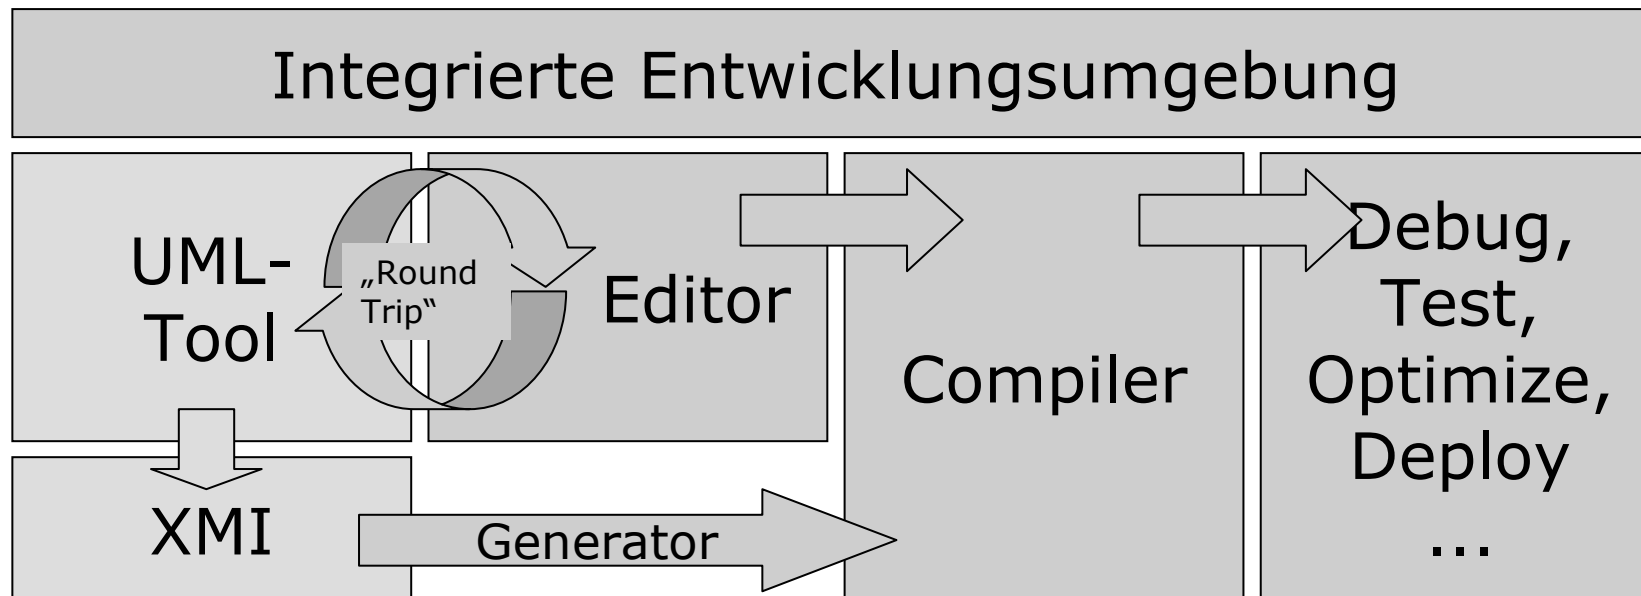 Integrierte Entwicklungsumgebung
UML-
Tool
„Round
Trip“
Editor
Compiler
Debug,
Test,
Optimize,
Deploy
...
XMI
Generator